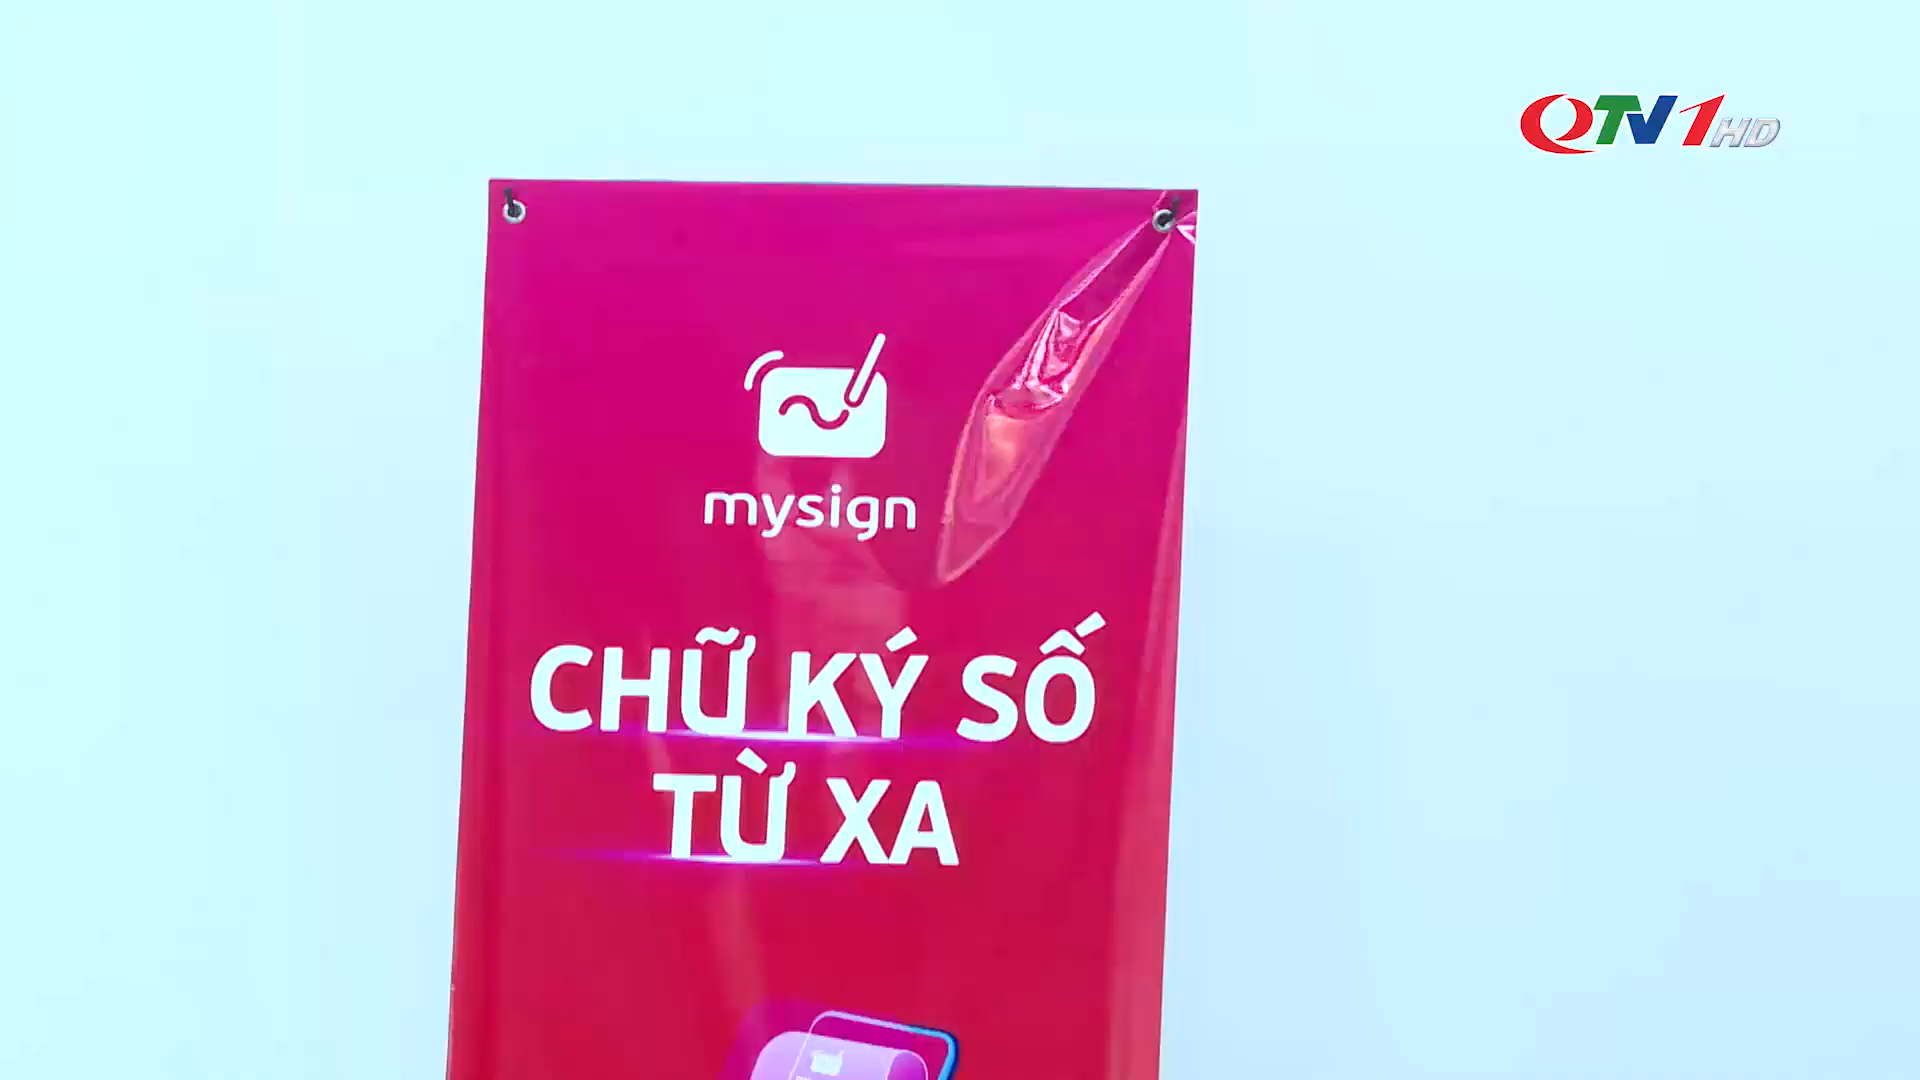 QTV1HD
mysign
CHỮ KÝ SỐ
TỪ XA